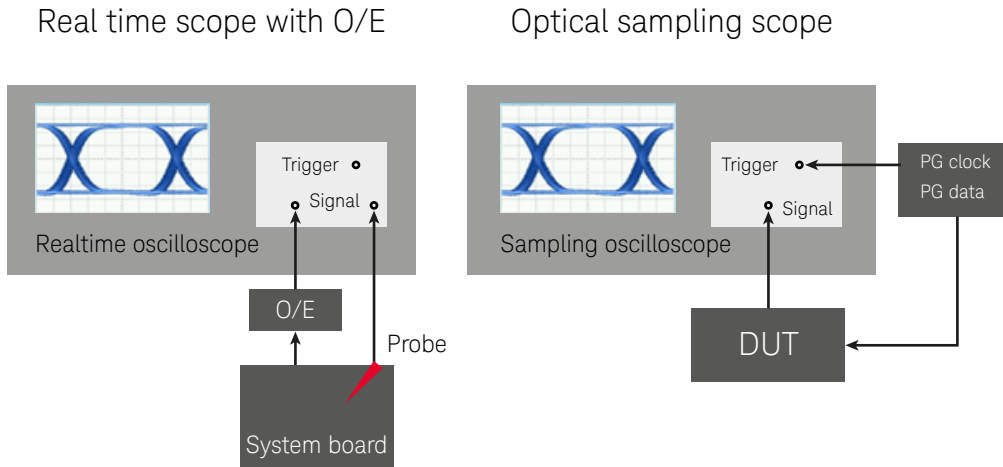 Real time scope with O/E
Trigger
Signal
Realtime oscilloscope
O/E
Probe
System board
Optical sampling scope
Trigger
Signal
Sampling oscilloscope
PG clock
PG data
DUT